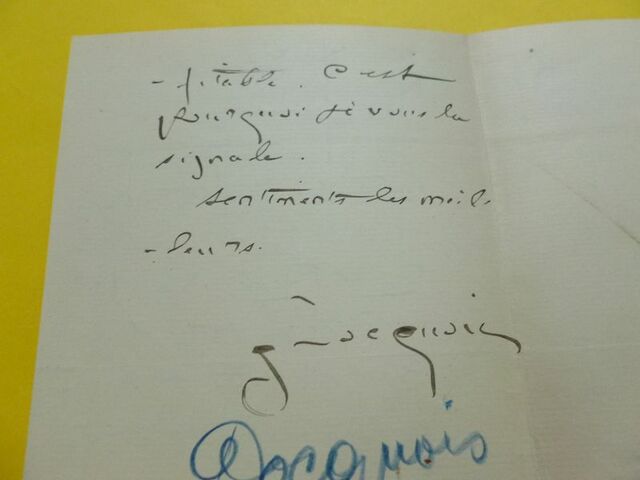 - fitable. C'est
pourquoi je vous la
signale.
sentiments les meil-
- leurs.